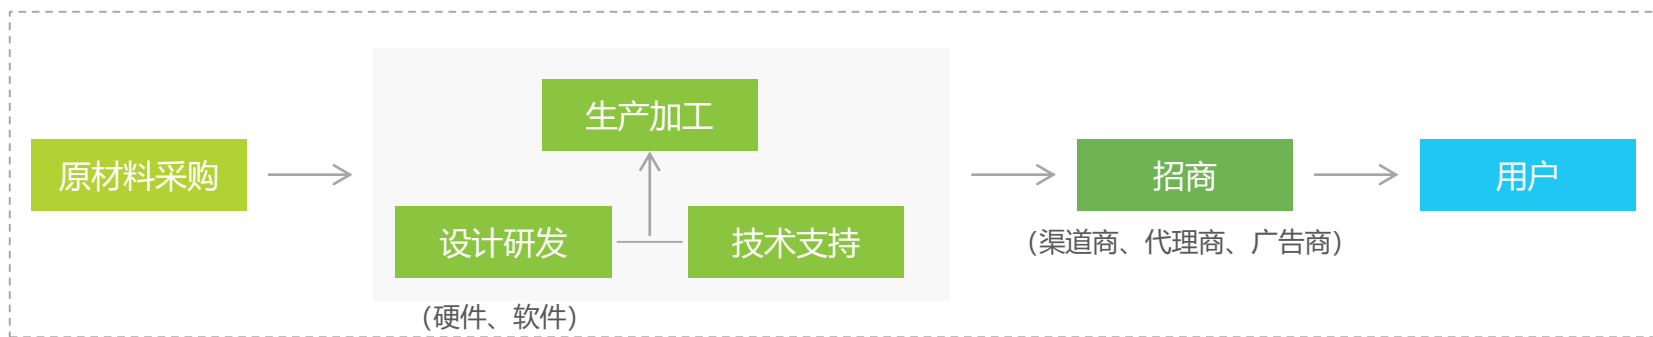 生产加工
原材料采购
招商
用户
设计研发
技术支持
(渠道商、代理商、广告商)
(硬件、软件)